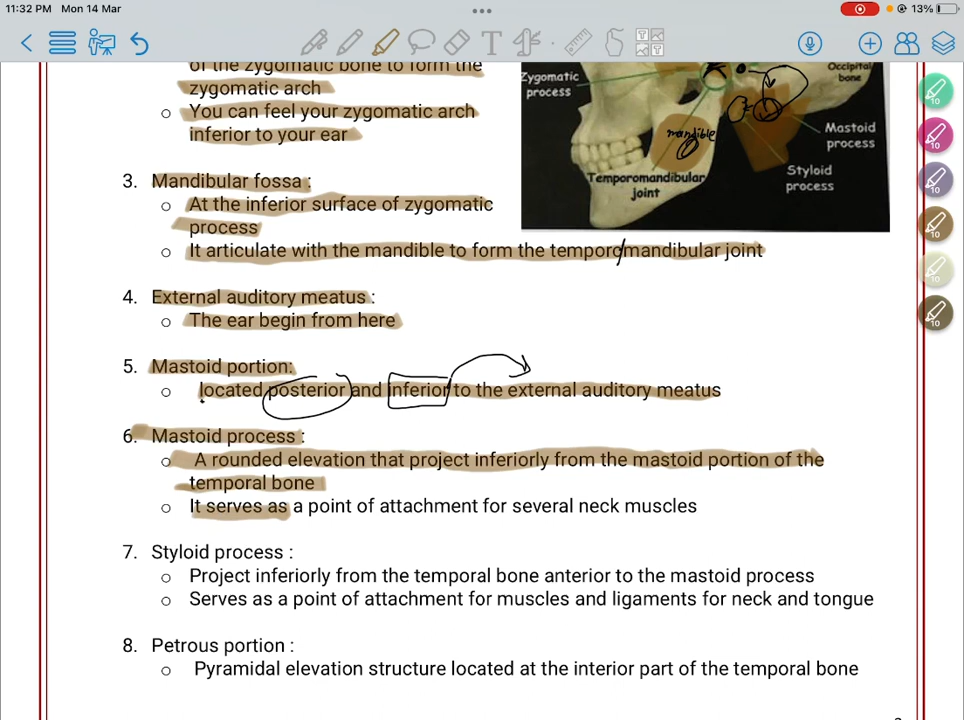 11:32 PM Mon 14 Mar
13%
of the zygomatic bone to form the
zygomatic arch
o You can feel your zygomatic arch
inferior to your ear
3. Mandibular fossa :
o At the inferior surface of zygomatic
process
o It articulate with the mandible to form the temporomandibular joint
4. External auditory meatus :
o The ear begin from here
5. Mastoid portion:
o located posterior and inferior to the external auditory meatus
6. Mastoid process :
o A rounded elevation that project inferiorly from the mastoid portion of the
temporal bone
o It serves as a point of attachment for several neck muscles
7. Styloid process :
o Project inferiorly from the temporal bone anterior to the mastoid process
o Serves as a point of attachment for muscles and ligaments for neck and tongue
8. Petrous portion :
o Pyramidal elevation structure located at the interior part of the temporal bone
Zygomatic
process
Occipital
bone
mandible
Mastoid
process
Styloid
process
Temporomandibular
joint
10
10
10
10
10
10